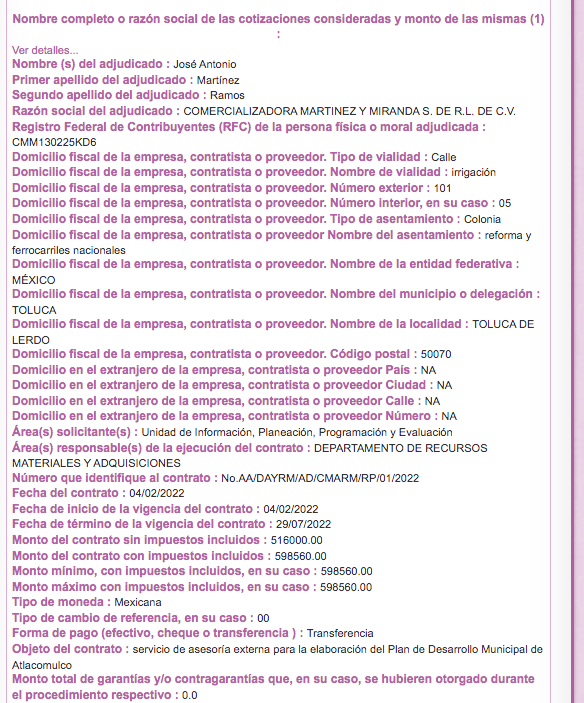 Nombre completo o razón social de las cotizaciones consideradas y monto de las mismas (1)
:
Ver detalles...
Nombre (s) del adjudicado : José Antonio
Primer apellido del adjudicado : Martínez
Segundo apellido del adjudicado : Ramos
Razón social del adjudicado : COMERCIALIZADORA MARTINEZ Y MIRANDA S. DE R.L. DE C.V.
Registro Federal de Contribuyentes (RFC) de la persona física o moral adjudicada :
CMM130225KD6
Domicilio fiscal de la empresa, contratista o proveedor. Tipo de vialidad : Calle
Domicilio fiscal de la empresa, contratista o proveedor. Nombre de vialidad : irrigación
Domicilio fiscal de la empresa, contratista o proveedor. Número exterior : 101
Domicilio fiscal de la empresa, contratista o proveedor. Número interior, en su caso : 05
Domicilio fiscal de la empresa, contratista o proveedor. Tipo de asentamiento : Colonia
Domicilio fiscal de la empresa, contratista o proveedor Nombre del asentamiento : reforma y
ferrocarriles nacionales
Domicilio fiscal de la empresa, contratista o proveedor. Nombre de la entidad federativa :
MÉXICO
Domicilio fiscal de la empresa, contratista o proveedor. Nombre del municipio o delegación :
TOLUCA
Domicilio fiscal de la empresa, contratista o proveedor. Nombre de la localidad : TOLUCA DE
LERDO
Domicilio fiscal de la empresa, contratista o proveedor. Código postal : 50070
Domicilio en el extranjero de la empresa, contratista o proveedor País : NA
Domicilio en el extranjero de la empresa, contratista o proveedor Ciudad : NA
Domicilio en el extranjero de la empresa, contratista o proveedor Calle : NA
Domicilio en el extranjero de la empresa, contratista o proveedor Número : NA
Área(s) solicitante(s) : Unidad de Información, Planeación, Programación y Evaluación
Área(s) responsable(s) de la ejecución del contrato : DEPARTAMENTO DE RECURSOS
MATERIALES Y ADQUISICIONES
Número que identifique al contrato : No.AA/DAYRM/AD/CMARM/RP/01/2022
Fecha del contrato : 04/02/2022
Fecha de inicio de la vigencia del contrato : 04/02/2022
Fecha de término de la vigencia del contrato : 29/07/2022
Monto del contrato sin impuestos incluidos : 516000.00
Monto del contrato con impuestos incluidos : 598560.00
Monto mínimo, con impuestos incluidos, en su caso : 598560.00
Monto máximo con impuestos incluidos, en su caso : 598560.00
Tipo de moneda : Mexicana
Tipo de cambio de referencia, en su caso : 00
Forma de pago (efectivo, cheque o transferencia ) : Transferencia
Objeto del contrato : servicio de asesoría externa para la elaboración del Plan de Desarrollo Municipal de
Atlacomulco
Monto total de garantías y/o contragarantías que, en su caso, se hubieren otorgado durante
el procedimiento respectivo : 0.0